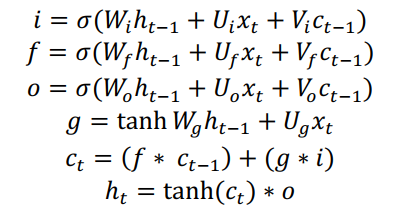 i = σ(W_i h_{t−1} + U_i x_t + V_i c_{t−1})
f = σ(W_f h_{t−1} + U_f x_t + V_f c_{t−1})
o = σ(W_o h_{t−1} + U_o x_t + V_o c_{t−1})
g = tanh W_g h_{t−1} + U_g x_t
c_t = (f * c_{t−1}) + (g * i)
h_t = tanh(c_t) * o